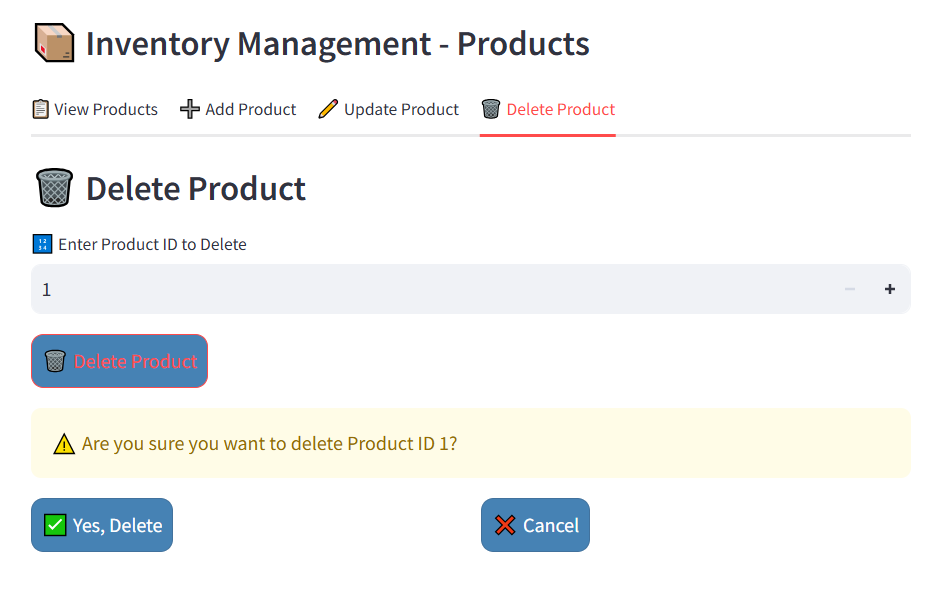 Inventory Management - Products
View Products Add Product Update Product Delete Product
Delete Product
Enter Product ID to Delete
1
Delete Product
Are you sure you want to delete Product ID 1?
Yes, Delete Cancel